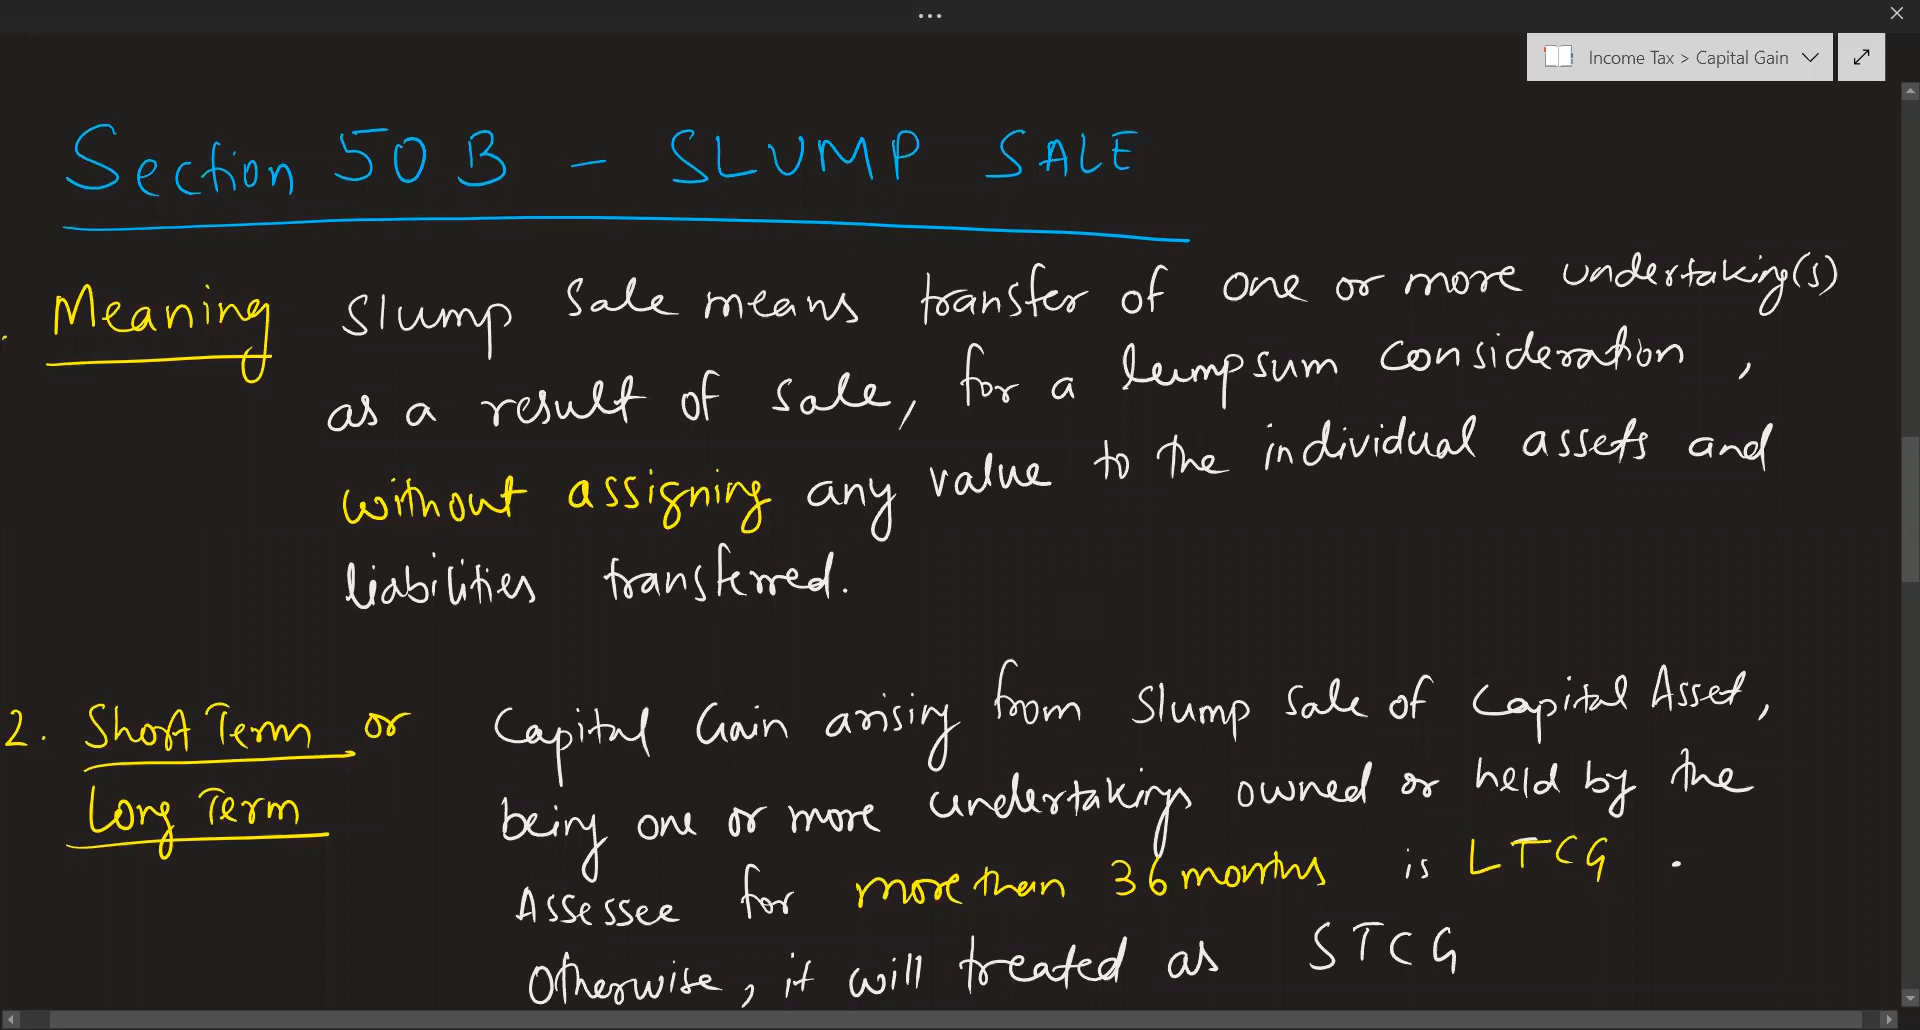 Income Tax > Capital Gain
Section 50B - SLUMP SALE
Meaning Slump Sale means transfer of one or more undertaking(s)
as a result of sale, for a lumpsum consideration,
without assigning any value to the individual assets and
liabilities transferred.
2. Short Term or Capital Gain arising from Slump Sale of Capital Asset,
Long Term being one or more undertakings owned or held by the
Assessee for more than 36 months is LTCG.
Otherwise, it will treated as STCG